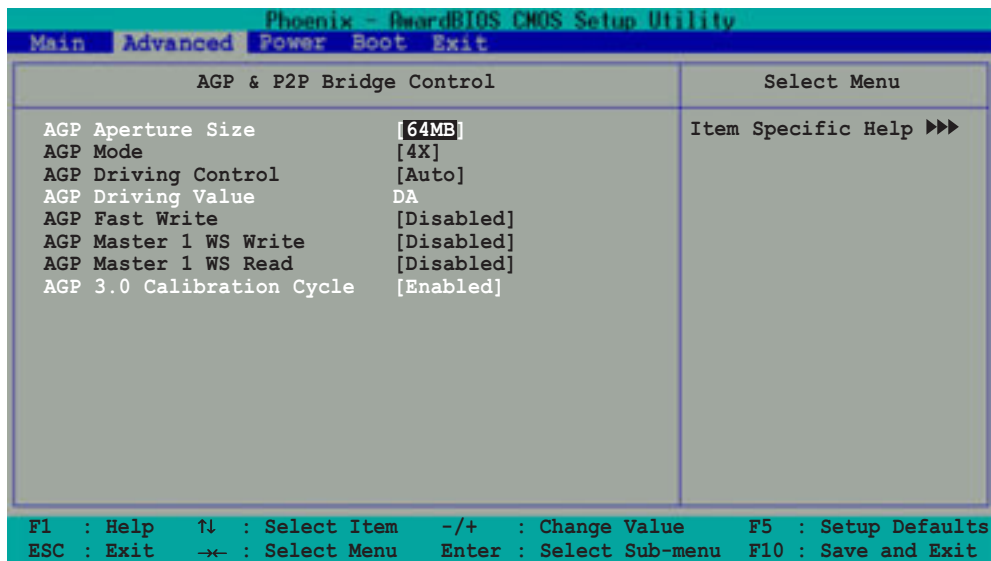 Phoenix - AwardBIOS CMOS Setup Utility
Main Advanced Power Boot Exit
AGP & P2P Bridge Control
Select Menu
AGP Aperture Size [64MB]
Item Specific Help ▶▶▶
AGP Mode [4X]
AGP Driving Control [Auto]
AGP Driving Value DA
AGP Fast Write [Disabled]
AGP Master 1 WS Write [Disabled]
AGP Master 1 WS Read [Disabled]
AGP 3.0 Calibration Cycle [Enabled]
F1 : Help ↑↓ : Select Item -/+ : Change Value F5 : Setup Defaults
ESC : Exit →← : Select Menu Enter : Select Sub-menu F10 : Save and Exit